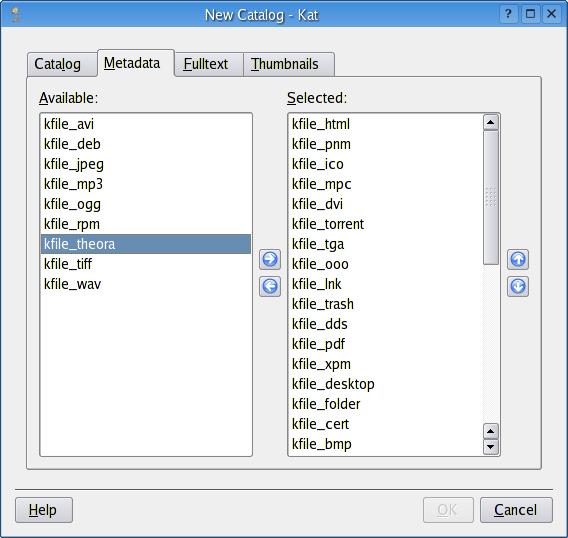 New Catalog - Kat
Catalog Metadata Fulltext Thumbnails
Available:
kfile_avi
kfile_deb
kfile_jpeg
kfile_mp3
kfile_ogg
kfile_rpm
kfile_theora
kfile_tiff
kfile_wav
Selected:
kfile_html
kfile_pnm
kfile_ico
kfile_mpc
kfile_dvi
kfile_torrent
kfile_tga
kfile_ooo
kfile_lnk
kfile_trash
kfile_dds
kfile_pdf
kfile_xpm
kfile_desktop
kfile_folder
kfile_cert
kfile_bmp
Help OK Cancel